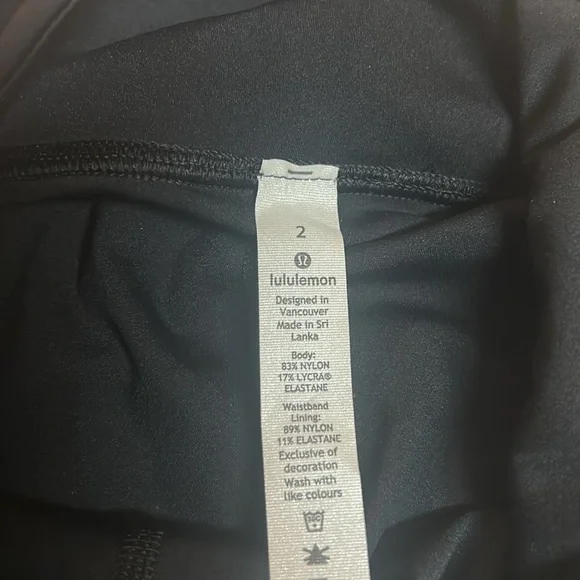 2
lululemon
Designed in
Vancouver
Made in Sri
Lanka
Body:
83% NYLON
17% LYCRA®
ELASTANE
Waistband
Lining:
89% NYLON
11% ELASTANE
Exclusive of
decoration
Wash with
like colours